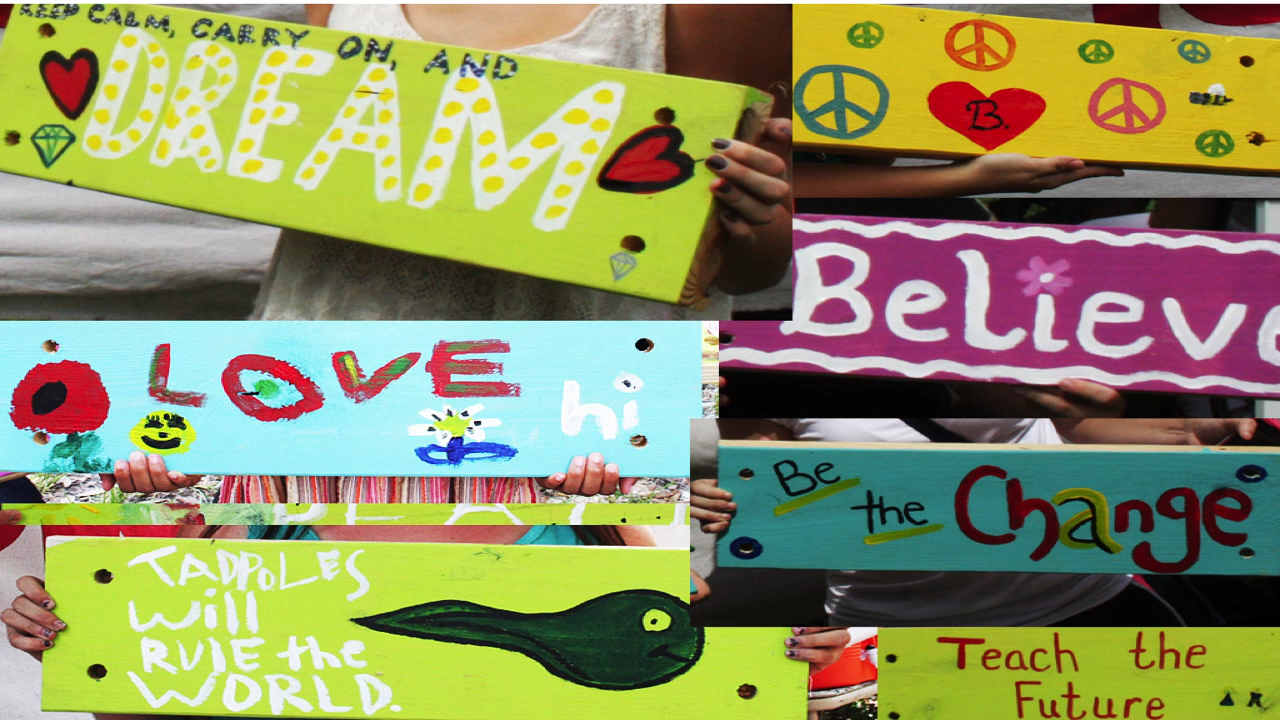 KEEP CALM, CARRY ON, AND
DREAM
B.
Believe
LOVE
hi
Be
the Change
TADPOLES
Will
RULE the
WORLD.
Teach the
Future